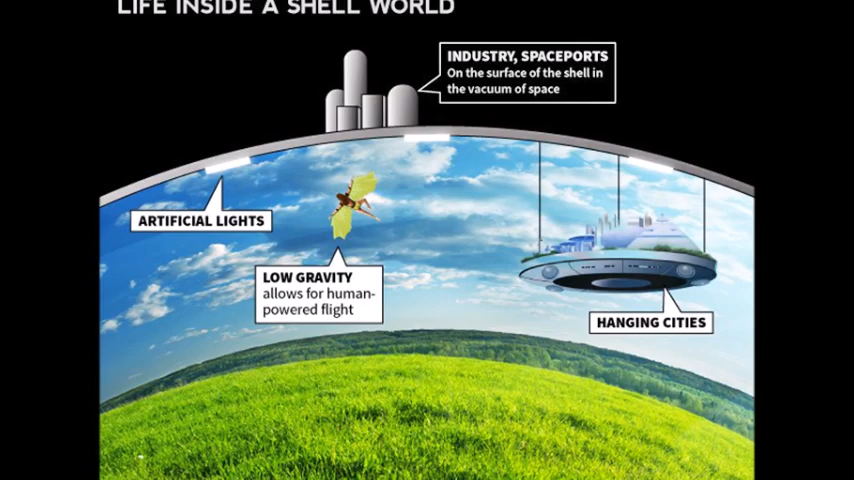 LIFE INSIDE A SHELL WORLD
INDUSTRY, SPACEPORTS
On the surface of the shell in
the vacuum of space
ARTIFICIAL LIGHTS
LOW GRAVITY
allows for human-
powered flight
HANGING CITIES